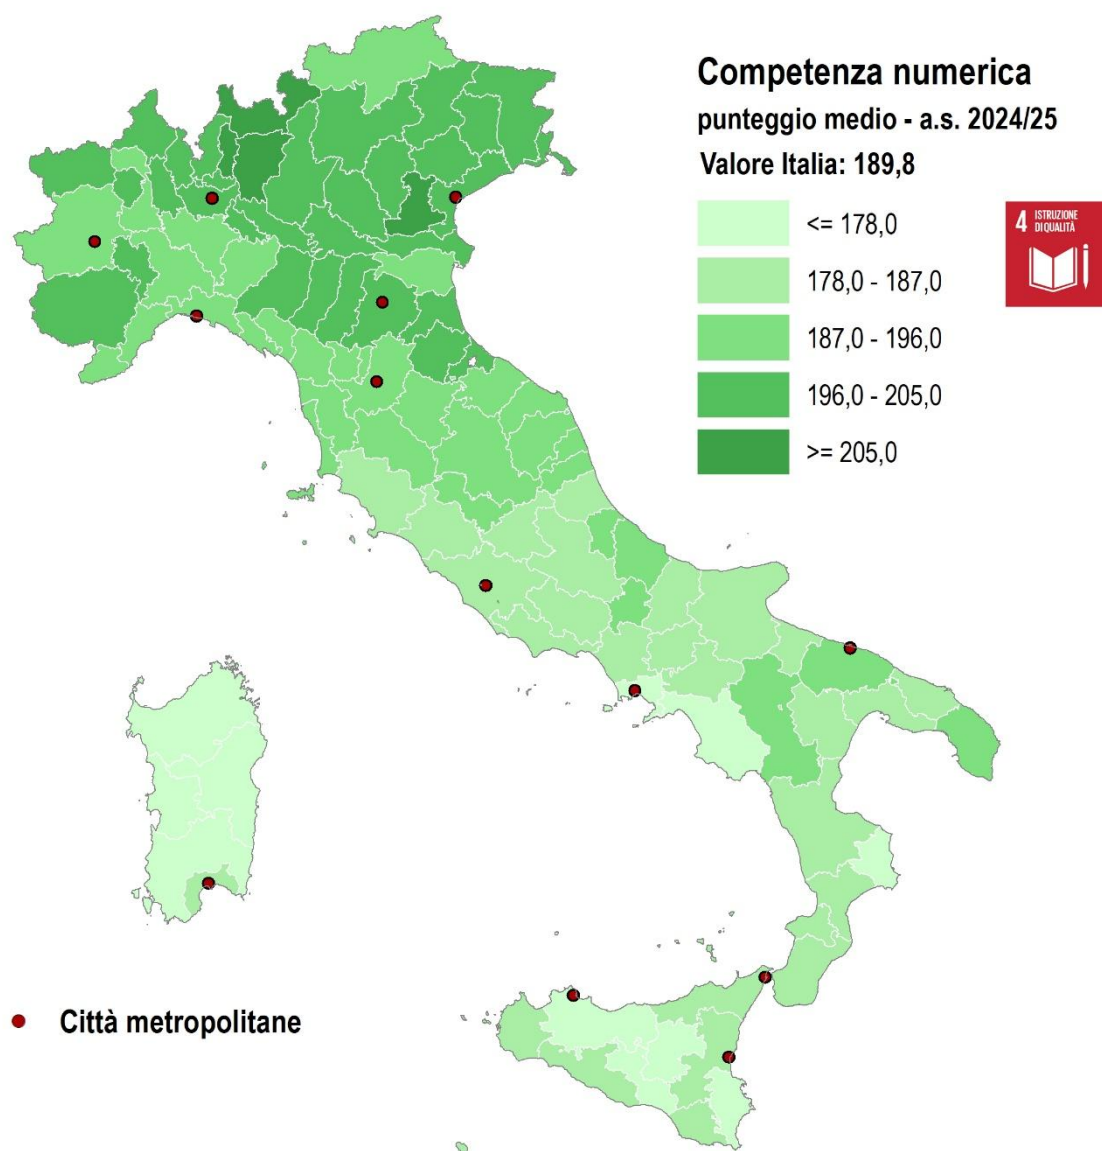 Competenza numerica
punteggio medio - a.s. 2024/25
Valore Italia: 189,8
<= 178,0
178,0 - 187,0
187,0 - 196,0
196,0 - 205,0
>= 205,0
4 ISTRUZIONE
DI QUALITÀ
Città metropolitane